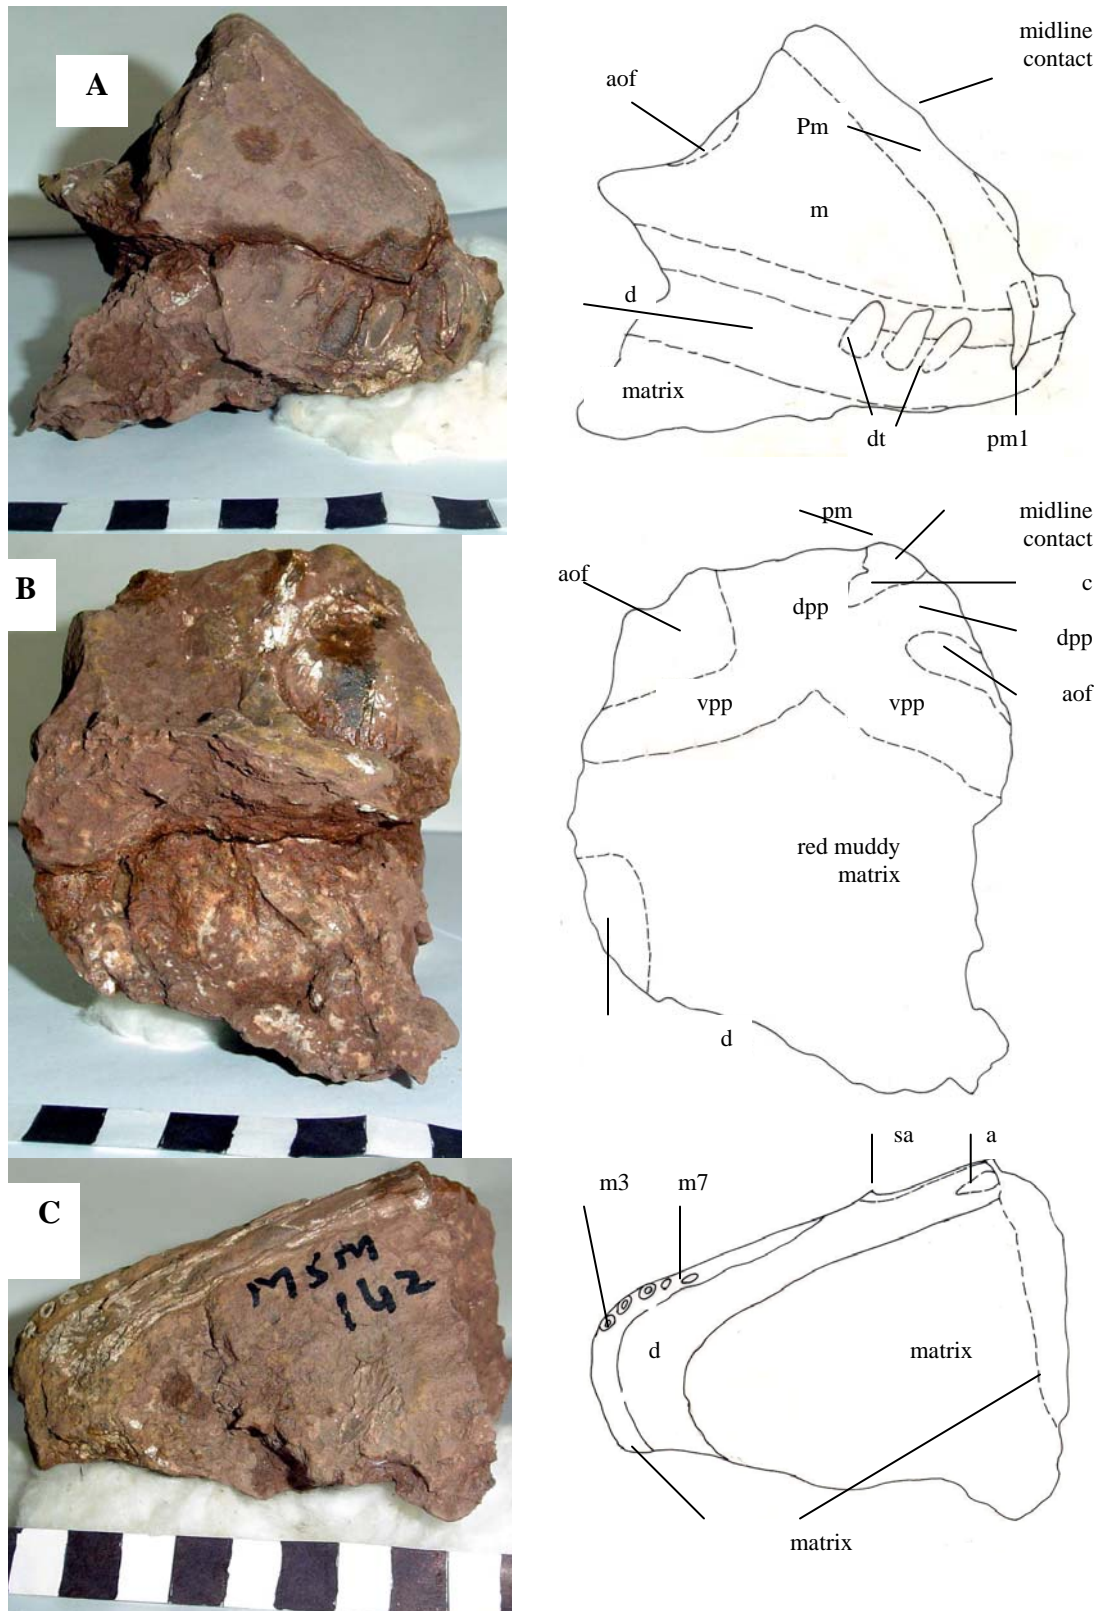 A
midline
contact
aof
Pm
m
d
matrix
dt
pm1
B
pm
midline
contact
aof
c
dpp
dpp
aof
vpp
vpp
red muddy
matrix
d
C
MSM
142
sa
a
m3
m7
d
matrix
matrix